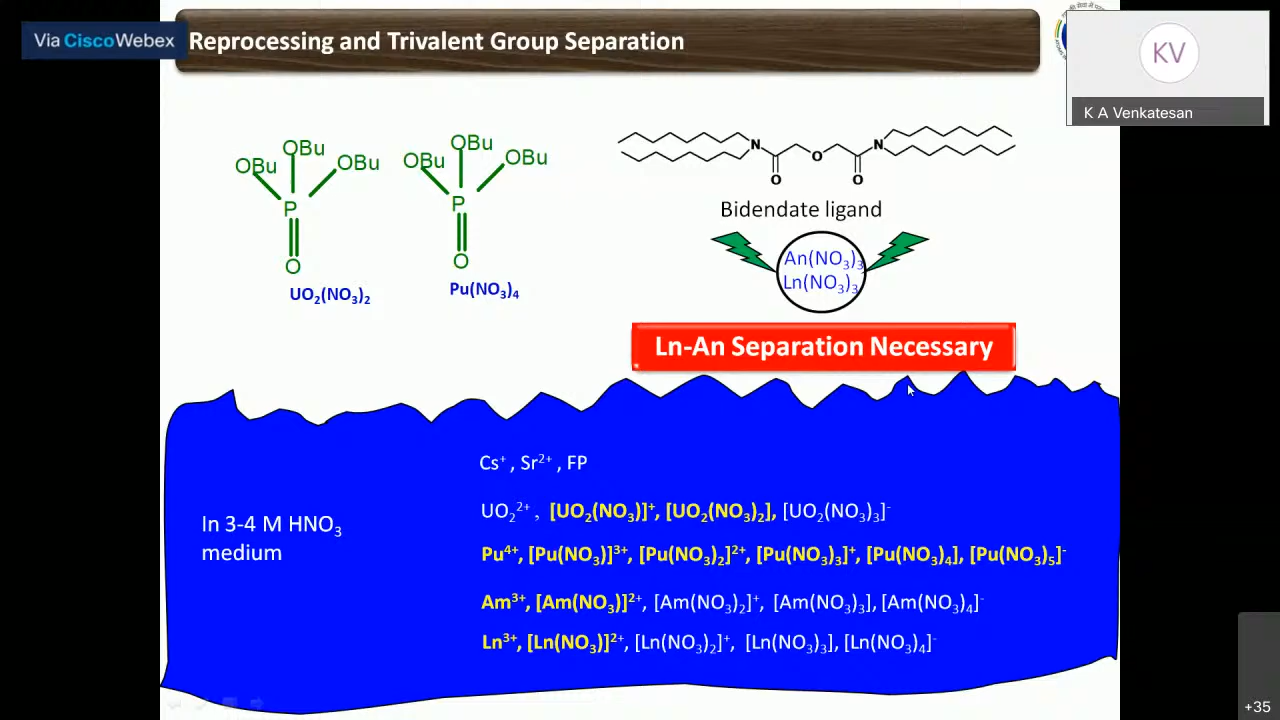 Via CiscoWebex
Reprocessing and Trivalent Group Separation
KV
K A Venkatesan
OBu
OBu
OBu
P
O
UO₂(NO₃)₂
OBu
OBu
OBu
P
O
Pu(NO₃)₄
N
O
N
O
O
Bidendate ligand
An(NO₃)₃
Ln(NO₃)₃
Ln-An Separation Necessary
Cs⁺ , Sr²⁺ , FP
In 3-4 M HNO₃
medium
UO₂²⁺ , [UO₂(NO₃)]⁺, [UO₂(NO₃)₂], [UO₂(NO₃)₃]⁻
Pu⁴⁺, [Pu(NO₃)]³⁺, [Pu(NO₃)₂]²⁺, [Pu(NO₃)₃]⁺, [Pu(NO₃)₄], [Pu(NO₃)₅]⁻
Am³⁺, [Am(NO₃)]²⁺, [Am(NO₃)₂]⁺, [Am(NO₃)₃], [Am(NO₃)₄]⁻
Ln³⁺, [Ln(NO₃)]²⁺, [Ln(NO₃)₂]⁺, [Ln(NO₃)₃], [Ln(NO₃)₄]⁻
+35